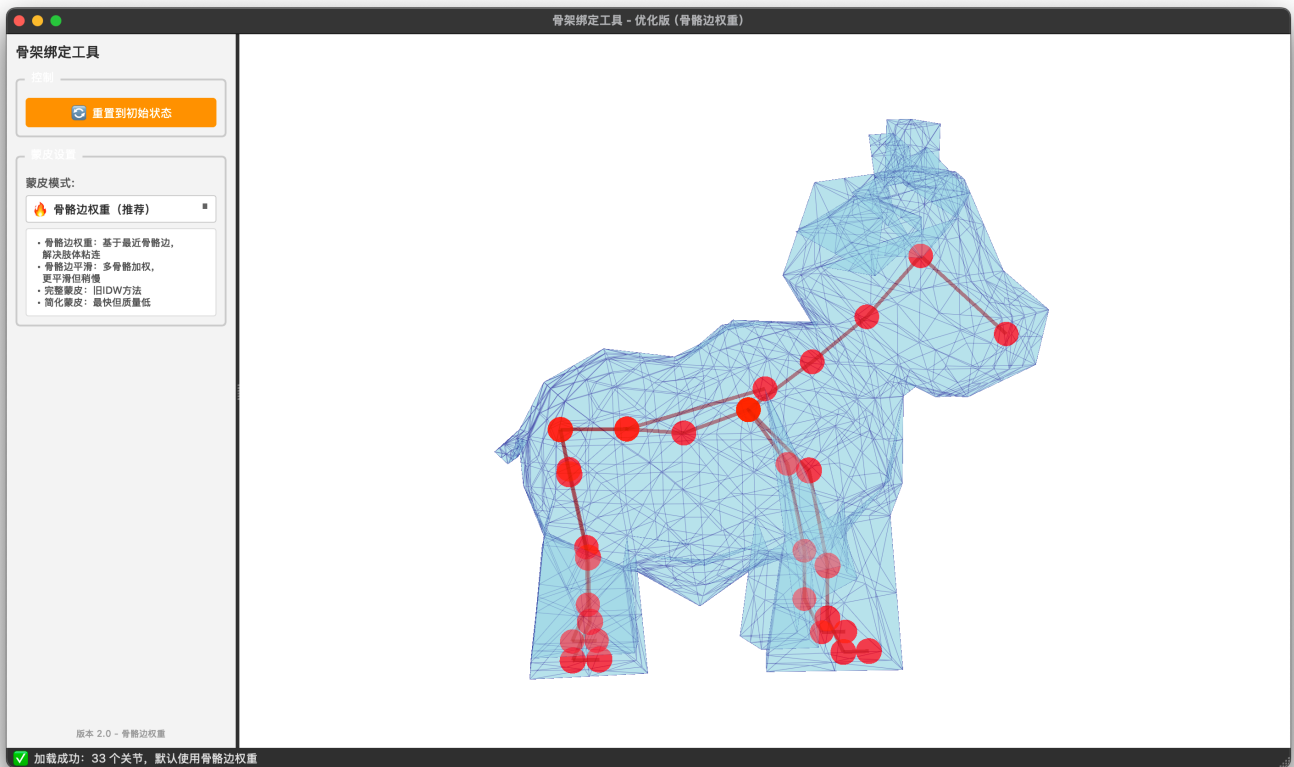 骨架绑定工具 - 优化版 (骨骼边权重)
骨架绑定工具
控制
重置到初始状态
蒙皮设置
蒙皮模式:
骨骼边权重（推荐）
• 骨骼边权重：基于最近骨骼边，
解决肢体粘连
• 骨骼边平滑：多骨骼加权，
更平滑但稍慢
• 完整蒙皮：旧IDW方法
• 简化蒙皮：最快但质量低
版本 2.0 - 骨骼边权重
加载成功：33 个关节，默认使用骨骼边权重